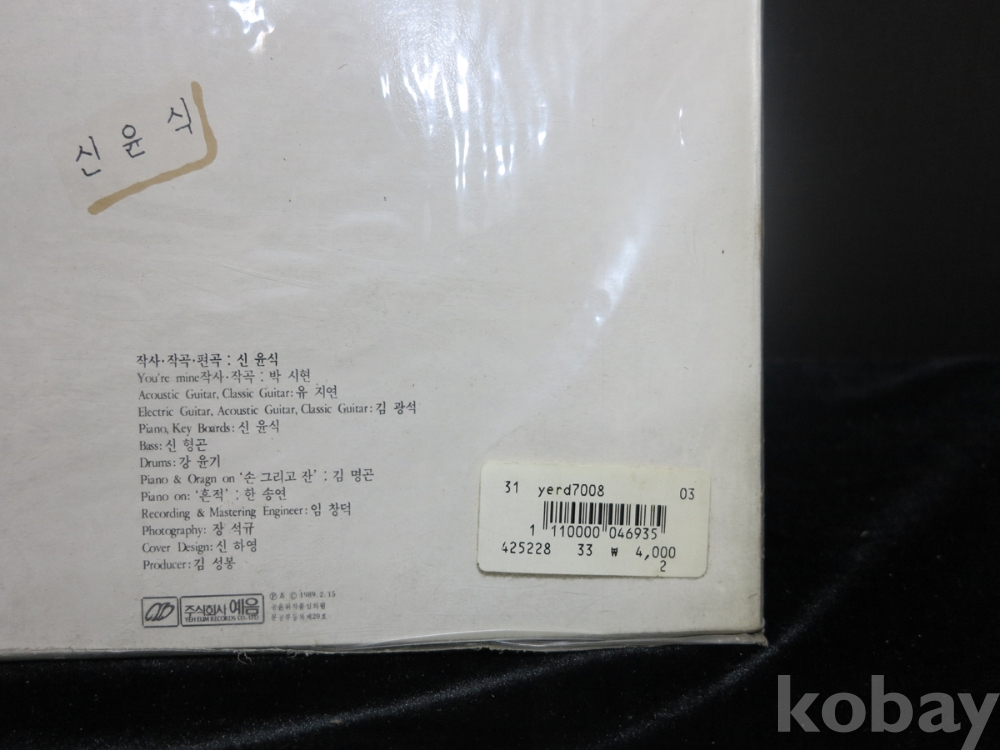 신 윤 식
작사·작곡·편곡 : 신 윤식
You're mine작사·작곡 : 박 시현
Acoustic Guitar, Classic Guitar: 유 지연
Electric Guitar, Acoustic Guitar, Classic Guitar: 김 광석
Piano, Key Boards: 신 윤식
Bass: 신 형곤
Drums: 강 윤기
Piano & Oragn on '손 그리고 잔' : 김 명곤
Piano on: '흔적' : 한 송연
Recording & Mastering Engineer: 임 창덕
Photography: 장 석규
Cover Design: 신 하영
Producer: 김 성봉
주식회사 예음
YEH EUM RECORDS CO., LTD
ⓟ & ⓒ 1989. 2. 15
31 yerd7008 03
1 110000 046935
425228 33 ₩ 4,000
2
kobay